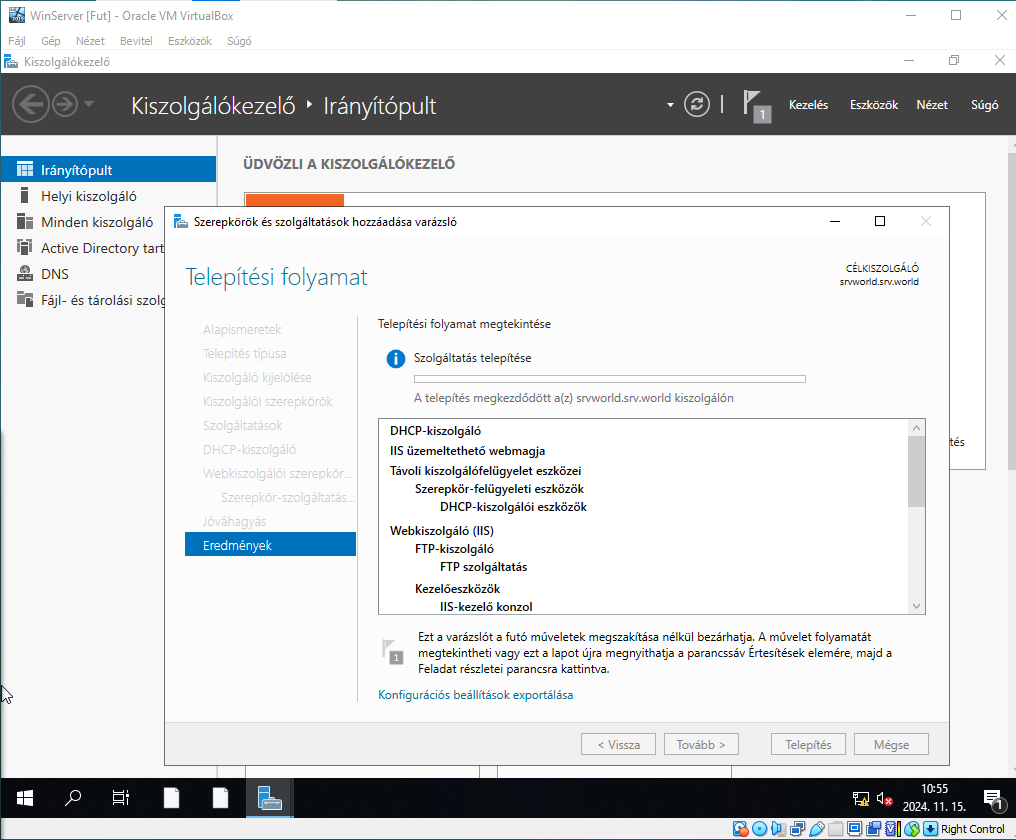 WinServer [Fut] - Oracle VM VirtualBox
Fájl Gép Nézet Bevitel Eszközök Súgó
Kiszolgálókezelő
Kiszolgálókezelő ‣ Irányítópult
1 Kezelés Eszközök Nézet Súgó
Irányítópult
Helyi kiszolgáló
Minden kiszolgáló
Active Directory tart
DNS
Fájl- és tárolási szolg
ÜDVÖZLI A KISZOLGÁLÓKEZELŐ
Szerepkörök és szolgáltatások hozzáadása varázsló
Telepítési folyamat
CÉLKISZOLGÁLÓ
srvworld.srv.world
Alapismeretek
Telepítés típusa
Kiszolgáló kijelölése
Kiszolgálói szerepkörök
Szolgáltatások
DHCP-kiszolgáló
Webkiszolgálói szerepkör...
Szerepkör-szolgáltatás...
Jóváhagyás
Eredmények
Telepítési folyamat megtekintése
Szolgáltatás telepítése
A telepítés megkezdődött a(z) srvworld.srv.world kiszolgálón
DHCP-kiszolgáló
IIS üzemeltethető webmagja
Távoli kiszolgálófelügyelet eszközei
Szerepkör-felügyeleti eszközök
DHCP-kiszolgálói eszközök
Webkiszolgáló (IIS)
FTP-kiszolgáló
FTP szolgáltatás
Kezelőeszközök
IIS-kezelő konzol
tés
1
Ezt a varázslót a futó műveletek megszakítása nélkül bezárhatja. A művelet folyamatát
megtekintheti vagy ezt a lapot újra megnyithatja a parancssáv Értesítések elemére, majd a
Feladat részletei parancsra kattintva.
Konfigurációs beállítások exportálása
< Vissza Tovább > Telepítés Mégse
10:55
2024. 11. 15.
1
Right Control